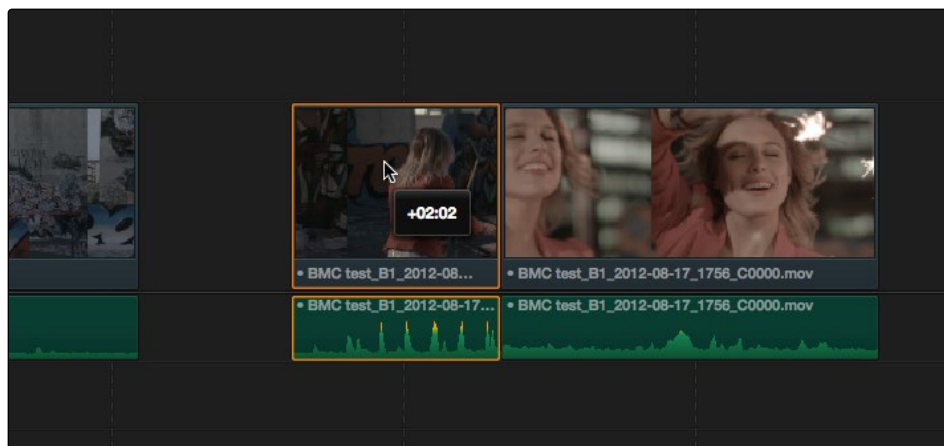 +02:02
• BMC test_B1_2012-08...
• BMC test_B1_2012-08-17_1756_C0000.mov
• BMC test_B1_2012-08-17...
• BMC test_B1_2012-08-17_1756_C0000.mov